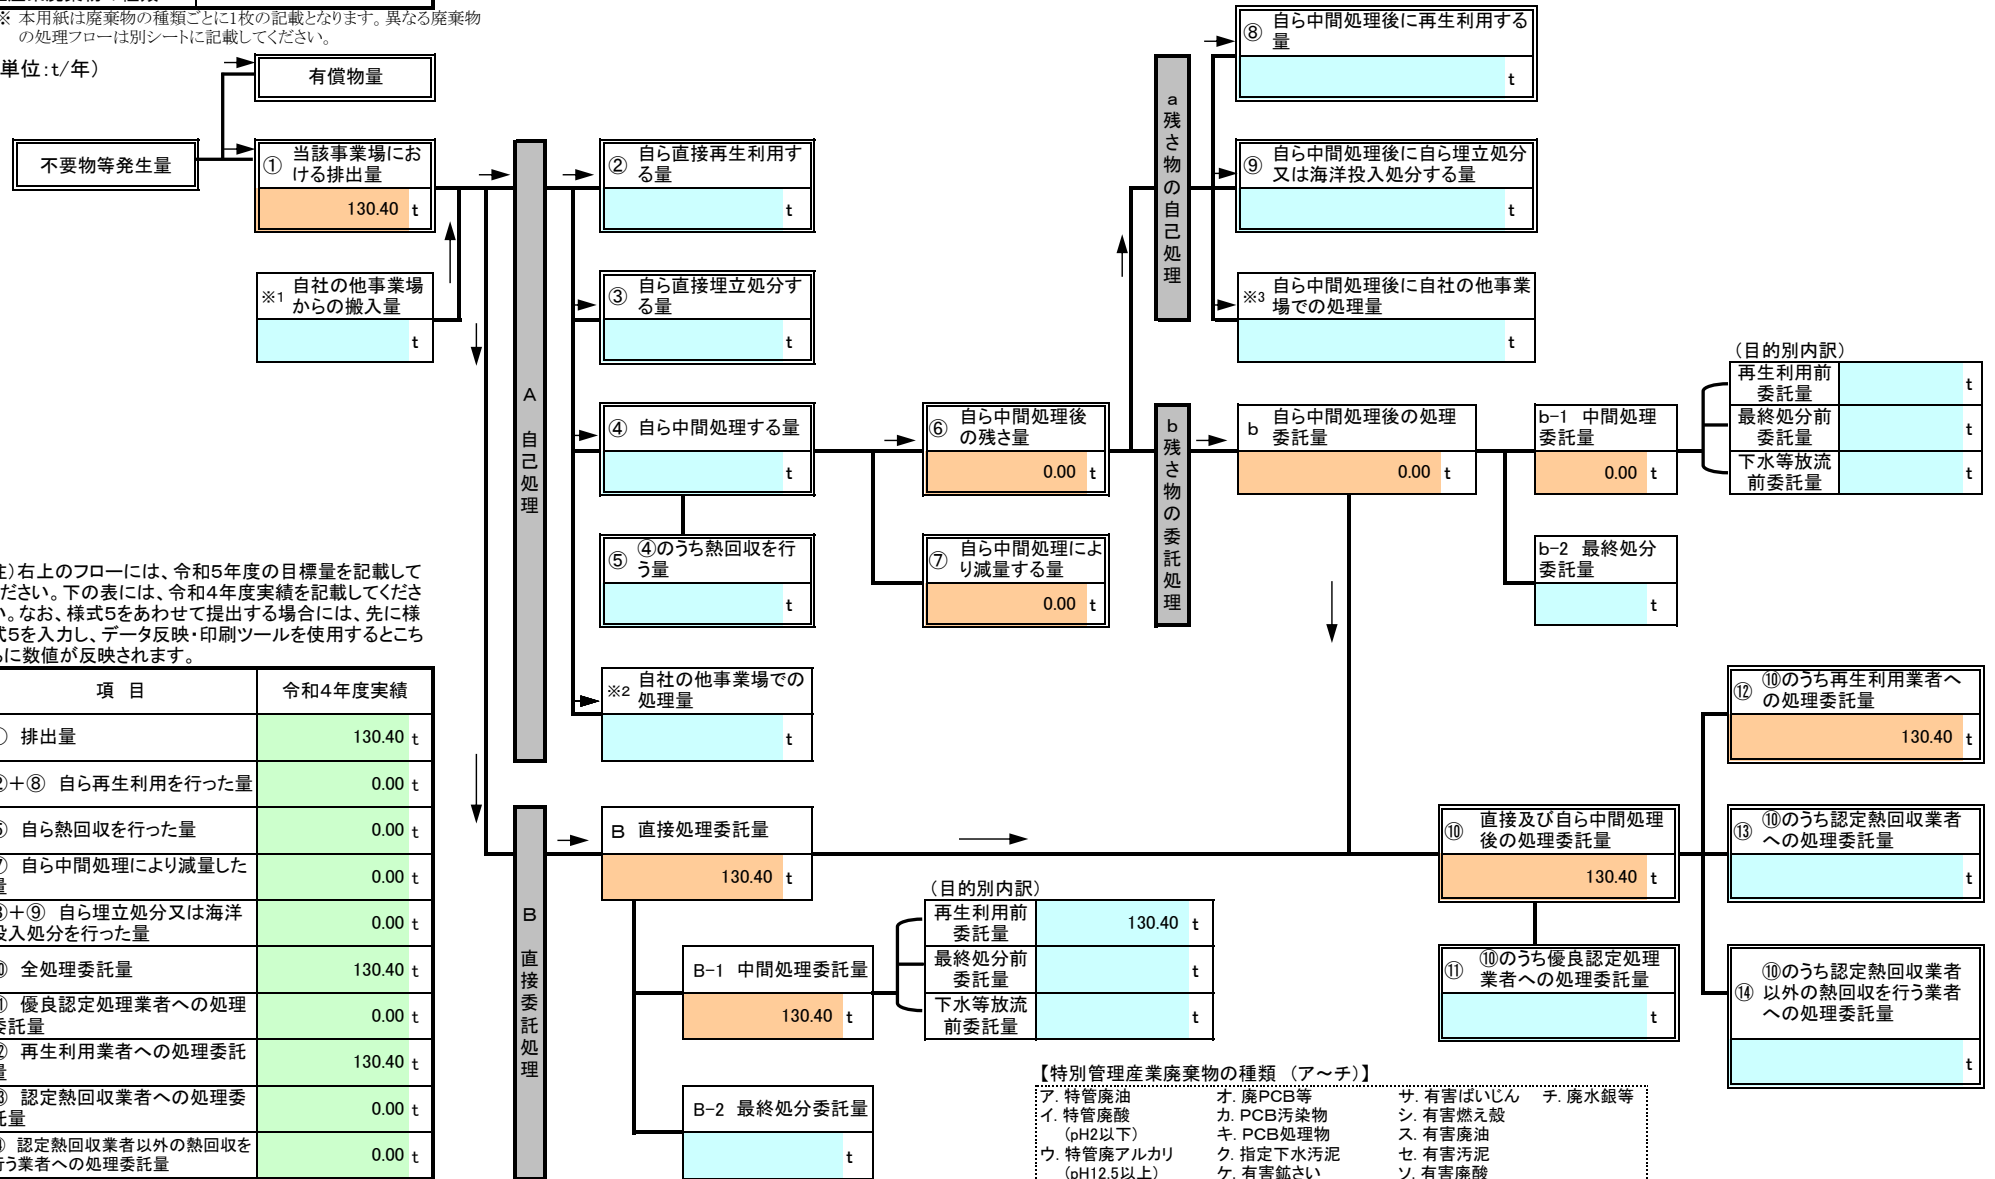 ※ 本用紙は廃棄物の種類ごとに1枚の記載となります。異なる廃棄物
の処理フローは別シートに記載してください。
単位:t/年)
有償物量
不要物等発生量
① 当該事業場にお
ける排出量
130.40 t
※1 自社の他事業場
からの搬入量
t
A 自己処理
② 自ら直接再生利用す
る量
t
③ 自ら直接埋立処分す
る量
t
④ 自ら中間処理する量
t
⑤ ④のうち熱回収を行
う量
t
※2 自社の他事業場での
処理量
t
⑥ 自ら中間処理後
の残さ量
0.00 t
⑦ 自ら中間処理によ
り減量する量
0.00 t
a残さ物の自己処理
⑧ 自ら中間処理後に再生利用する
量
t
⑨ 自ら中間処理後に自ら埋立処分
又は海洋投入処分する量
t
※3 自ら中間処理後に自社の他事業
場での処理量
t
b残さ物の委託処理
b 自ら中間処理後の処理
委託量
0.00 t
b-1 中間処理
委託量
0.00 t
b-2 最終処分
委託量
t
(目的別内訳)
再生利用前
委託量
t
最終処分前
委託量
t
下水等放流
前委託量
t
注)右上のフローには、令和5年度の目標量を記載して
ださい。下の表には、令和4年度実績を記載してくださ
い。なお、様式5をあわせて提出する場合には、先に様
式5を入力し、データ反映・印刷ツールを使用するとこち
らに数値が反映されます。
項 目 令和4年度実績
① 排出量 130.40 t
②+⑧ 自ら再生利用を行った量 0.00 t
⑤ 自ら熱回収を行った量 0.00 t
⑦ 自ら中間処理により減量した
量 0.00 t
③+⑨ 自ら埋立処分又は海洋
投入処分を行った量 0.00 t
⑩ 全処理委託量 130.40 t
⑪ 優良認定処理業者への処理
委託量 0.00 t
⑫ 再生利用業者への処理委託
量 130.40 t
⑬ 認定熱回収業者への処理委
託量 0.00 t
⑭ 認定熱回収業者以外の熱回収を
行う業者への処理委託量 0.00 t
B 直接委託処理
B 直接処理委託量
130.40 t
B-1 中間処理委託量
130.40 t
B-2 最終処分委託量
t
(目的別内訳)
再生利用前
委託量
130.40 t
最終処分前
委託量
t
下水等放流
前委託量
t
⑩ 直接及び自ら中間処理
後の処理委託量
130.40 t
⑪ ⑩のうち優良認定処理
業者への処理委託量
t
⑫ ⑩のうち再生利用業者へ
の処理委託量
130.40 t
⑬ ⑩のうち認定熱回収業者
への処理委託量
t
⑭ ⑩のうち認定熱回収業者
以外の熱回収を行う業者
への処理委託量
t
【特別管理産業廃棄物の種類 (ア~チ)】
ア. 特管廃油 オ. 廃PCB等 サ. 有害ばいじん チ. 廃水銀等
イ. 特管廃酸 カ. PCB汚染物 シ. 有害燃え殻
(pH2以下) キ. PCB処理物 ス. 有害廃油
ウ. 特管廃アルカリ ク. 指定下水汚泥 セ. 有害汚泥
(pH12.5以上) ケ. 有害鉱さい ソ. 有害廃酸